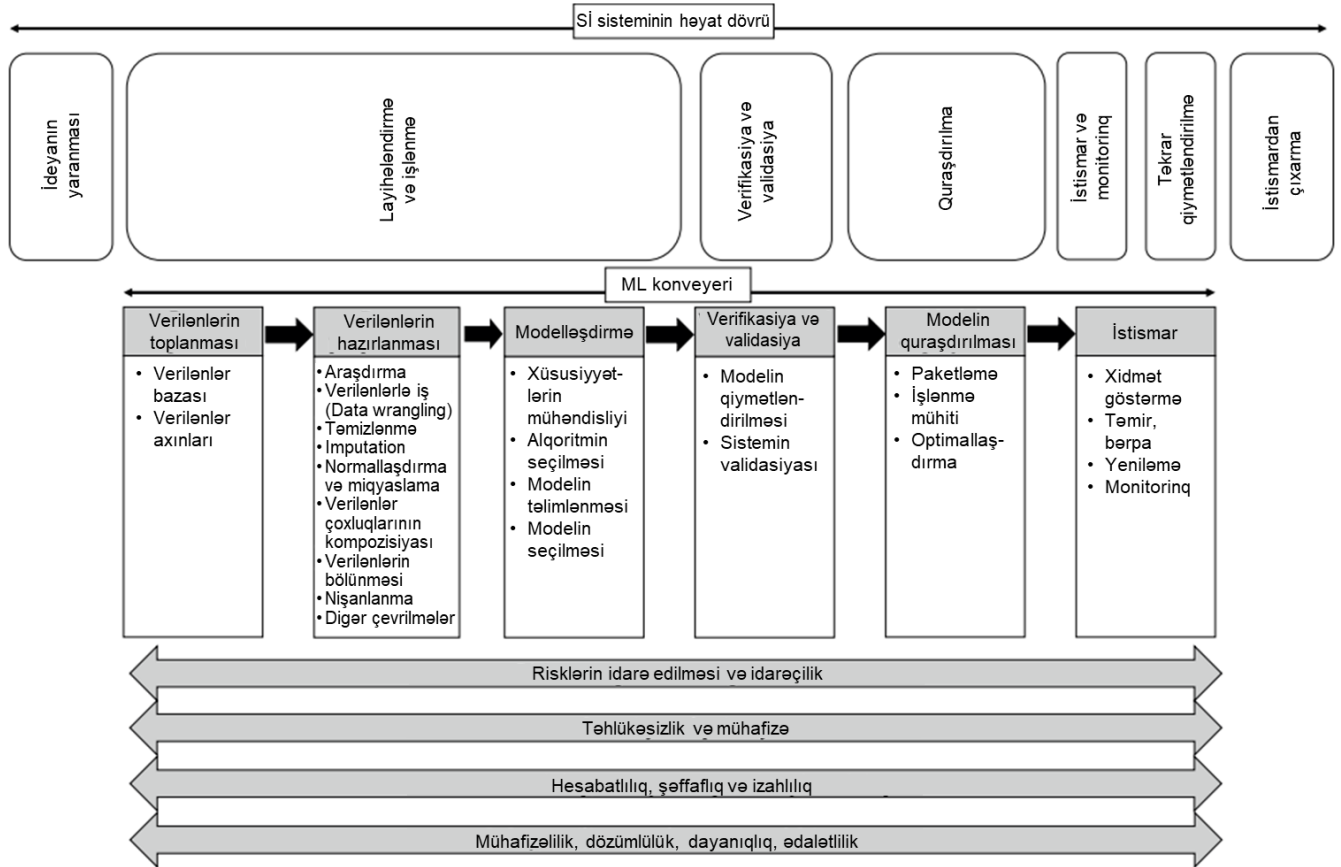 Sİ sisteminin həyat dövrü
İdeyanın
yaranması
Layihələndirmə
və işlənmə
Verifikasiya və
validasiya
Quraşdırılma
İstismar və
monitorinq
Təkrar
qiymətləndirilmə
İstismardan
çıxarma
ML konveyeri
Verilənlərin
toplanması
• Verilənlər
bazası
• Verilənlər
axınları
Verilənlərin
hazırlanması
• Araşdırma
• Verilənlərlə iş
(Data wrangling)
• Təmizlənmə
• Imputation
• Normallaşdırma
və miqyaslama
• Verilənlər
çoxluqlarının
kompozisiyası
• Verilənlərin
bölünməsi
• Nişanlanma
• Digər çevrilmələr
Modelləşdirmə
• Xüsusiyyət-
lərin
mühəndisliyi
• Alqoritmin
seçilməsi
• Modelin
təlimlənməsi
• Modelin
seçilməsi
Verifikasiya və
validasiya
• Modelin
qiymətlən-
dirilməsi
• Sistemin
validasiyası
Modelin
quraşdırılması
• Paketləmə
• İşlənmə
mühiti
• Optimallaş-
dırma
İstismar
• Xidmət
göstərmə
• Təmir,
bərpa
• Yeniləmə
• Monitorinq
Risklərin idarə edilməsi və idarəçilik
Təhlükəsizlik və mühafizə
Hesabatlılıq, şəffaflıq və izahlılıq
Mühafizəlilik, dözümlülük, dayanıqlıq, ədalətlilik